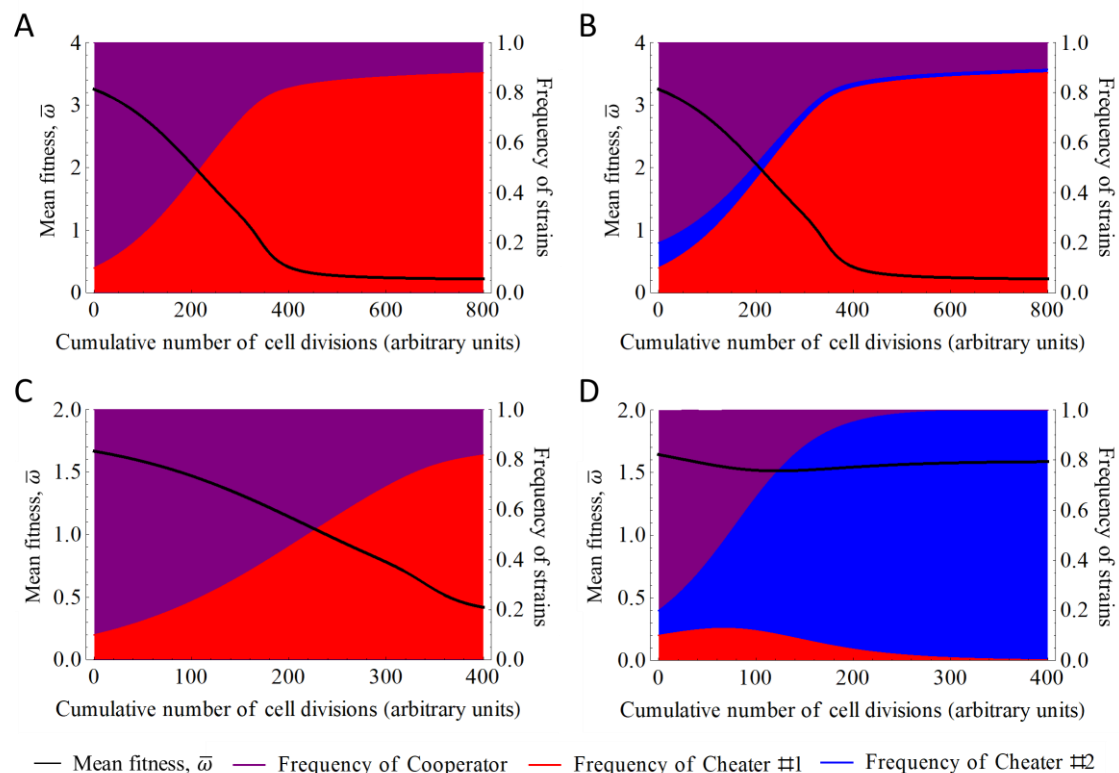 A
Mean fitness, ω̅
4
3
2
1
0
1.0
0.8
0.6
0.4
0.2
0.0
Frequency of strains
0 200 400 600 800
Cumulative number of cell divisions (arbitrary units)
B
Mean fitness, ω̅
4
3
2
1
0
1.0
0.8
0.6
0.4
0.2
0.0
Frequency of strains
0 200 400 600 800
Cumulative number of cell divisions (arbitrary units)
C
Mean fitness, ω̅
2.0
1.5
1.0
0.5
0.0
1.0
0.8
0.6
0.4
0.2
0.0
Frequency of strains
0 100 200 300 400
Cumulative number of cell divisions (arbitrary units)
D
Mean fitness, ω̅
2.0
1.5
1.0
0.5
0.0
1.0
0.8
0.6
0.4
0.2
0.0
Frequency of strains
0 100 200 300 400
Cumulative number of cell divisions (arbitrary units)
Mean fitness, ω̅ Frequency of Cooperator Frequency of Cheater #1 Frequency of Cheater #2